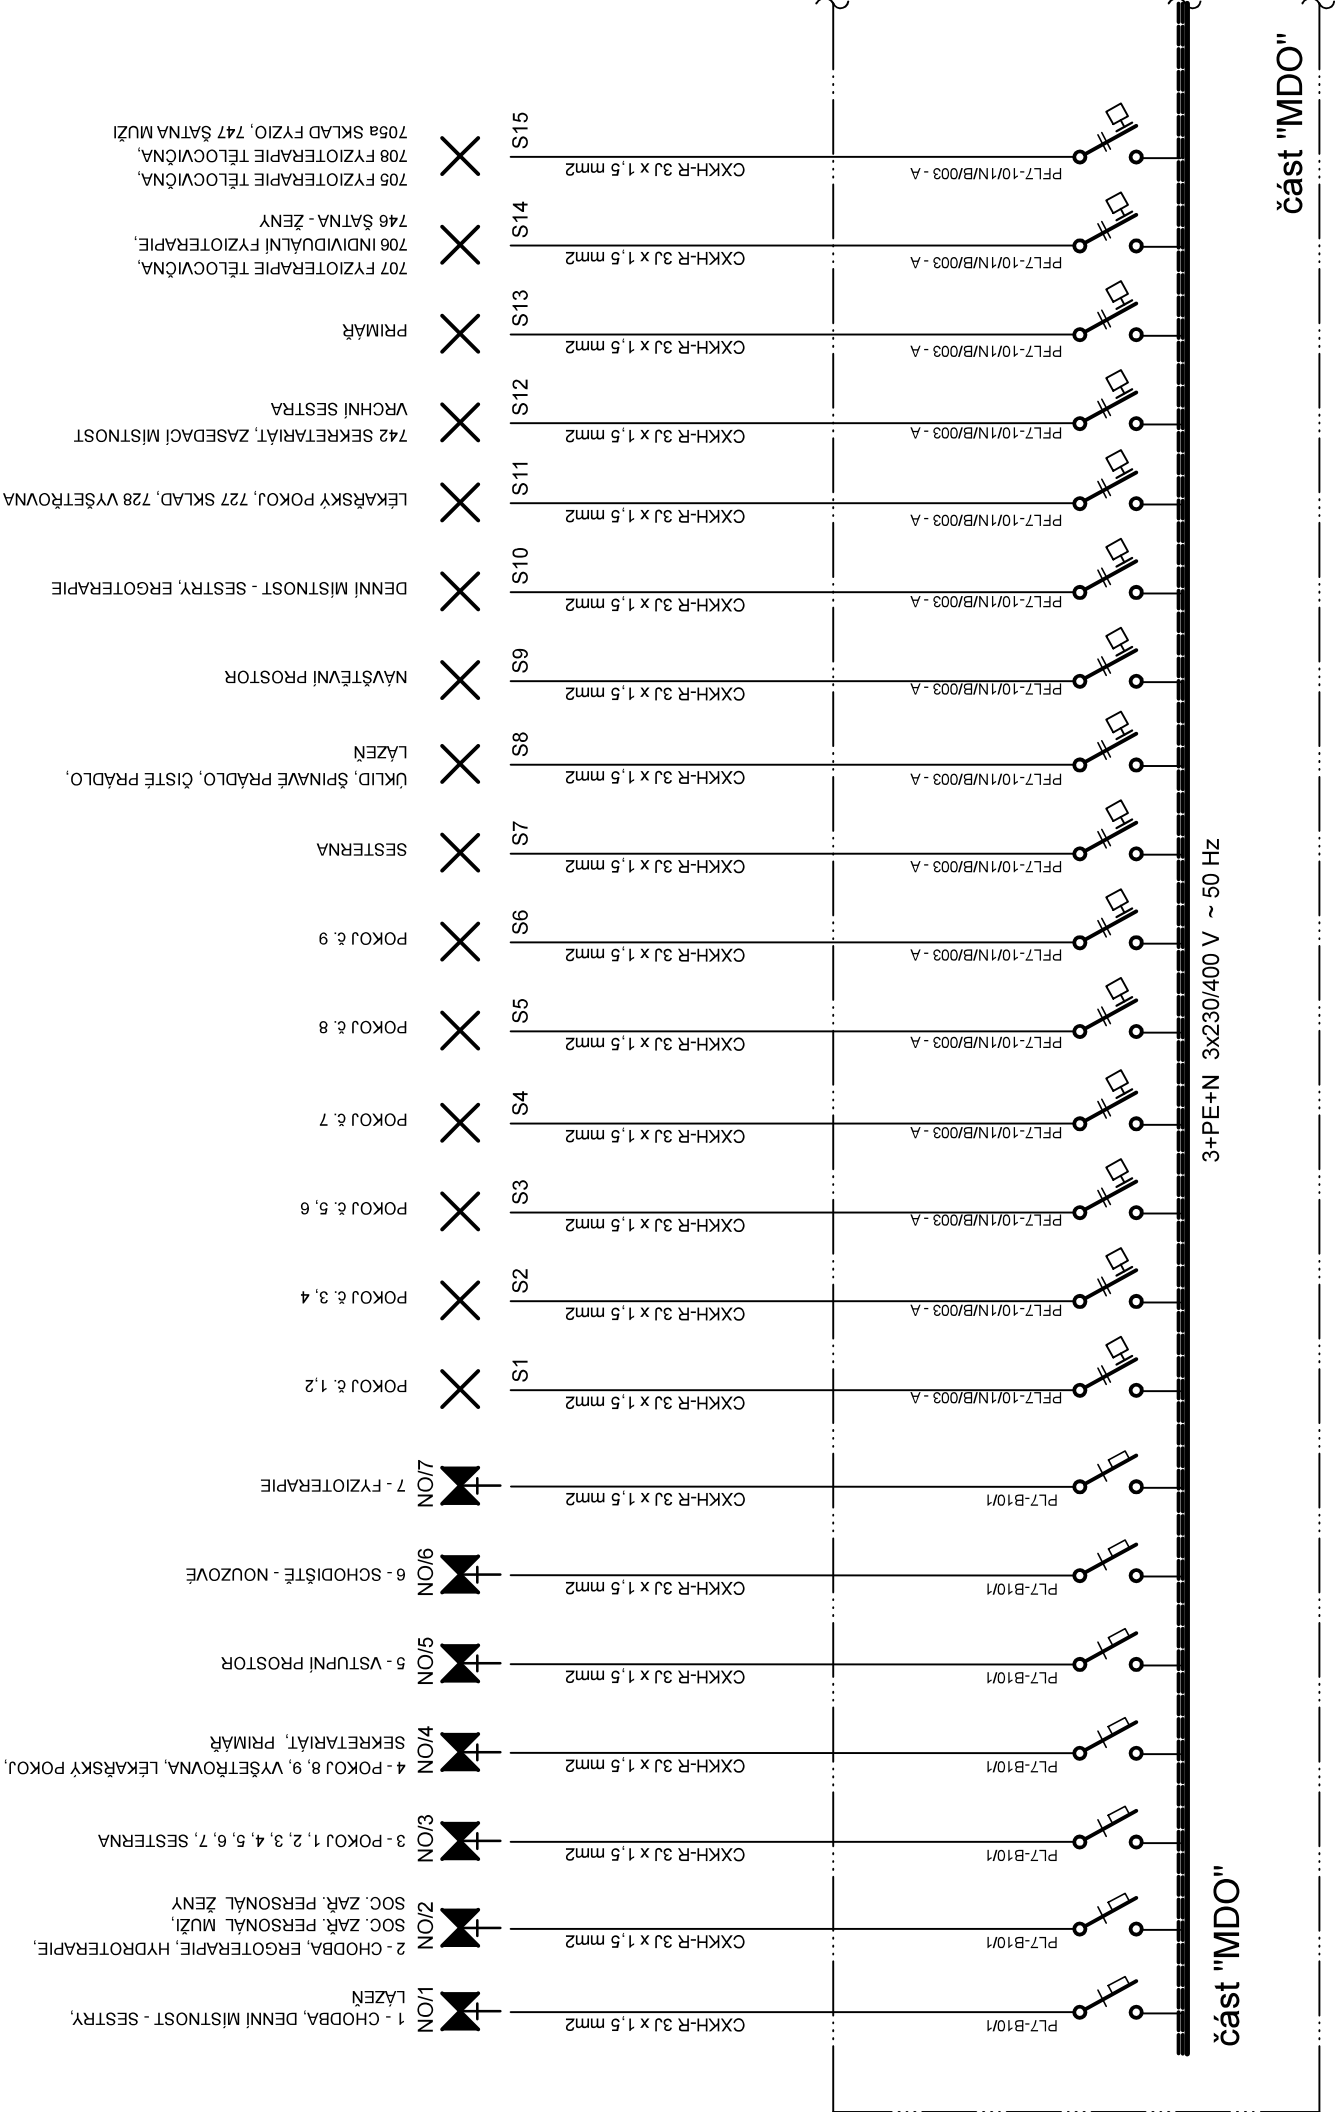 část "MDO"
705 FYZIOTERAPIE TĚLOCVIČNA,
708 FYZIOTERAPIE TĚLOCVIČNA,
705a SKLAD FYZIO, 747 ŠATNA MUŽI
S15
CXKH-R 3J x 1,5 mm2
PFL7-10/1N/B/003 - A
707 FYZIOTERAPIE TĚLOCVIČNA,
706 INDIVIDUÁLNÍ FYZIOTERAPIE,
746 ŠATNA - ŽENY
S14
CXKH-R 3J x 1,5 mm2
PFL7-10/1N/B/003 - A
PRIMÁŘ
S13
CXKH-R 3J x 1,5 mm2
PFL7-10/1N/B/003 - A
742 SEKRETARIÁT, ZASEDACÍ MÍSTNOST
VRCHNÍ SESTRA
S12
CXKH-R 3J x 1,5 mm2
PFL7-10/1N/B/003 - A
LÉKAŘSKÝ POKOJ, 727 SKLAD, 728 VYŠETŘOVNA
S11
CXKH-R 3J x 1,5 mm2
PFL7-10/1N/B/003 - A
DENNÍ MÍSTNOST - SESTRY, ERGOTERAPIE
S10
CXKH-R 3J x 1,5 mm2
PFL7-10/1N/B/003 - A
NÁVŠTĚVNÍ PROSTOR
S9
CXKH-R 3J x 1,5 mm2
PFL7-10/1N/B/003 - A
ÚKLID, ŠPINAVÉ PRÁDLO, ČISTÉ PRÁDLO,
LÁZEŇ
S8
CXKH-R 3J x 1,5 mm2
PFL7-10/1N/B/003 - A
SESTERNA
S7
CXKH-R 3J x 1,5 mm2
PFL7-10/1N/B/003 - A
POKOJ č. 9
S6
CXKH-R 3J x 1,5 mm2
PFL7-10/1N/B/003 - A
POKOJ č. 8
S5
CXKH-R 3J x 1,5 mm2
PFL7-10/1N/B/003 - A
POKOJ č. 7
S4
CXKH-R 3J x 1,5 mm2
PFL7-10/1N/B/003 - A
3+PE+N 3x230/400 V ~ 50 Hz
POKOJ č. 5, 6
S3
CXKH-R 3J x 1,5 mm2
PFL7-10/1N/B/003 - A
POKOJ č. 3, 4
S2
CXKH-R 3J x 1,5 mm2
PFL7-10/1N/B/003 - A
POKOJ č. 1,2
S1
CXKH-R 3J x 1,5 mm2
PFL7-10/1N/B/003 - A
7 - FYZIOTERAPIE
NO/7
CXKH-R 3J x 1,5 mm2
PL7-B10/1
6 - SCHODIŠTĚ - NOUZOVÉ
NO/6
CXKH-R 3J x 1,5 mm2
PL7-B10/1
5 - VSTUPNÍ PROSTOR
NO/5
CXKH-R 3J x 1,5 mm2
PL7-B10/1
4 - POKOJ 8, 9, VYŠETŘOVNA, LÉKAŘSKÝ POKOJ,
SEKRETARIÁT, PRIMÁŘ
NO/4
CXKH-R 3J x 1,5 mm2
PL7-B10/1
3 - POKOJ 1, 2, 3, 4, 5, 6, 7, SESTERNA
NO/3
CXKH-R 3J x 1,5 mm2
PL7-B10/1
2 - CHODBA, ERGOTERAPIE, HYDROTERAPIE,
SOC. ZAŘ. PERSONÁL MUŽI,
SOC. ZAŘ. PERSONÁL ŽENY
NO/2
CXKH-R 3J x 1,5 mm2
PL7-B10/1
1 - CHODBA, DENNÍ MÍSTNOST - SESTRY,
LÁZEŇ
NO/1
CXKH-R 3J x 1,5 mm2
PL7-B10/1
část "MDO"